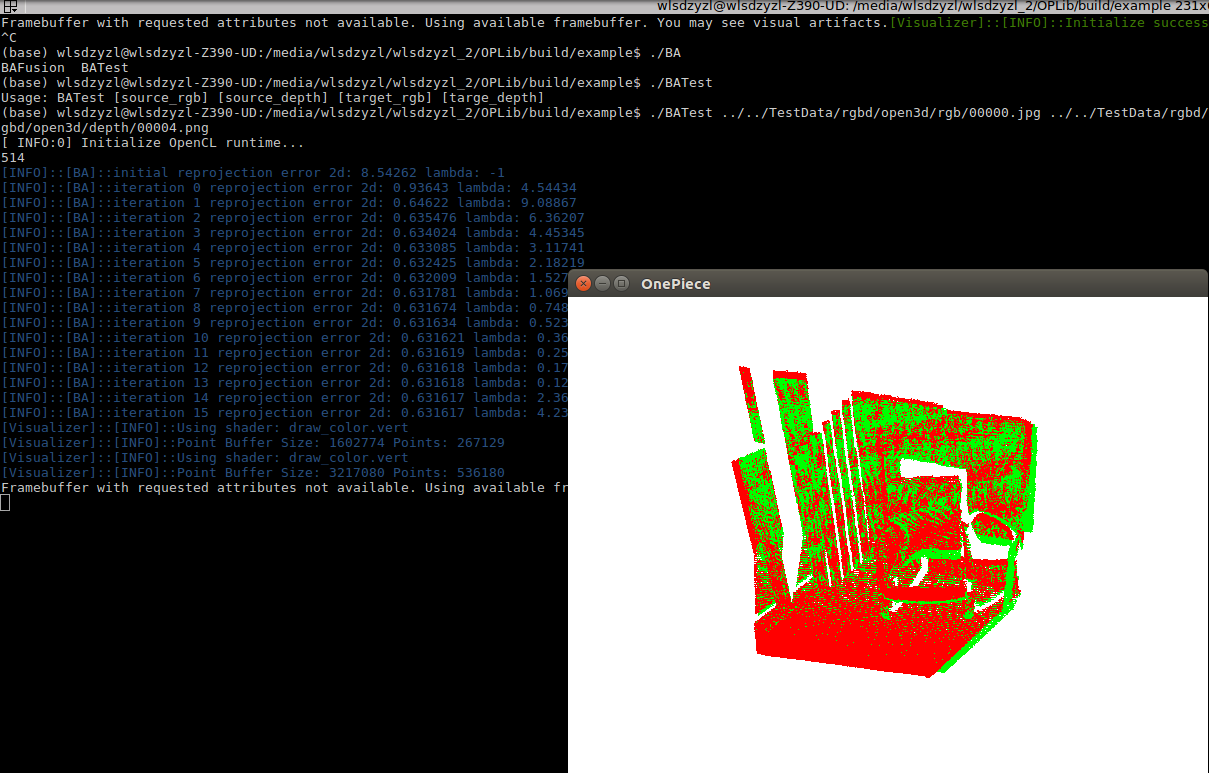 wlsdzyzl@wlsdzyzl-Z390-UD: /media/wlsdzyzl/wlsdzyzl_2/OPLib/build/example 231x
Framebuffer with requested attributes not available. Using available framebuffer. You may see visual artifacts.[Visualizer]::[INFO]::Initialize success
^C
(base) wlsdzyzl@wlsdzyzl-Z390-UD:/media/wlsdzyzl/wlsdzyzl_2/OPLib/build/example$ ./BA
BAFusion  BATest
(base) wlsdzyzl@wlsdzyzl-Z390-UD:/media/wlsdzyzl/wlsdzyzl_2/OPLib/build/example$ ./BATest
Usage: BATest [source_rgb] [source_depth] [target_rgb] [targe_depth]
(base) wlsdzyzl@wlsdzyzl-Z390-UD:/media/wlsdzyzl/wlsdzyzl_2/OPLib/build/example$ ./BATest ../../TestData/rgbd/open3d/rgb/00000.jpg ../../TestData/rgbd/
gbd/open3d/depth/00004.png
[ INFO:0] Initialize OpenCL runtime...
514
[INFO]::[BA]::initial reprojection error 2d: 8.54262 lambda: -1
[INFO]::[BA]::iteration 0 reprojection error 2d: 0.93643 lambda: 4.54434
[INFO]::[BA]::iteration 1 reprojection error 2d: 0.64622 lambda: 9.08867
[INFO]::[BA]::iteration 2 reprojection error 2d: 0.635476 lambda: 6.36207
[INFO]::[BA]::iteration 3 reprojection error 2d: 0.634024 lambda: 4.45345
[INFO]::[BA]::iteration 4 reprojection error 2d: 0.633085 lambda: 3.11741
[INFO]::[BA]::iteration 5 reprojection error 2d: 0.632425 lambda: 2.18219
[INFO]::[BA]::iteration 6 reprojection error 2d: 0.632009 lambda: 1.527
[INFO]::[BA]::iteration 7 reprojection error 2d: 0.631781 lambda: 1.069
[INFO]::[BA]::iteration 8 reprojection error 2d: 0.631674 lambda: 0.748
[INFO]::[BA]::iteration 9 reprojection error 2d: 0.631634 lambda: 0.523
[INFO]::[BA]::iteration 10 reprojection error 2d: 0.631621 lambda: 0.36
[INFO]::[BA]::iteration 11 reprojection error 2d: 0.631619 lambda: 0.25
[INFO]::[BA]::iteration 12 reprojection error 2d: 0.631618 lambda: 0.17
[INFO]::[BA]::iteration 13 reprojection error 2d: 0.631618 lambda: 0.12
[INFO]::[BA]::iteration 14 reprojection error 2d: 0.631617 lambda: 2.36
[INFO]::[BA]::iteration 15 reprojection error 2d: 0.631617 lambda: 4.23
[Visualizer]::[INFO]::Using shader: draw_color.vert
[Visualizer]::[INFO]::Point Buffer Size: 1602774 Points: 267129
[Visualizer]::[INFO]::Using shader: draw_color.vert
[Visualizer]::[INFO]::Point Buffer Size: 3217080 Points: 536180
Framebuffer with requested attributes not available. Using available fr
OnePiece